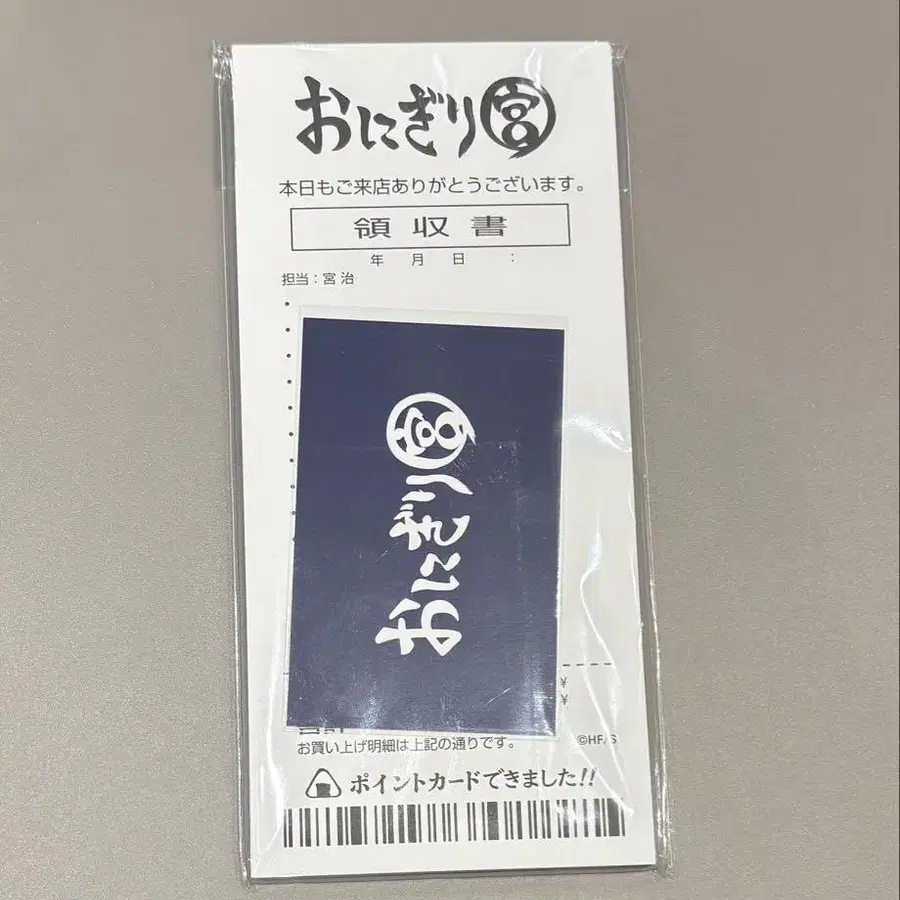 おにぎり宮
本日もご来店ありがとうございます。
領収書
年 月 日 :
担当:宮 治
おにぎり宮
¥
¥
お買い上げ明細は上記の通りです。
©HF/S
ポイントカードできました!!